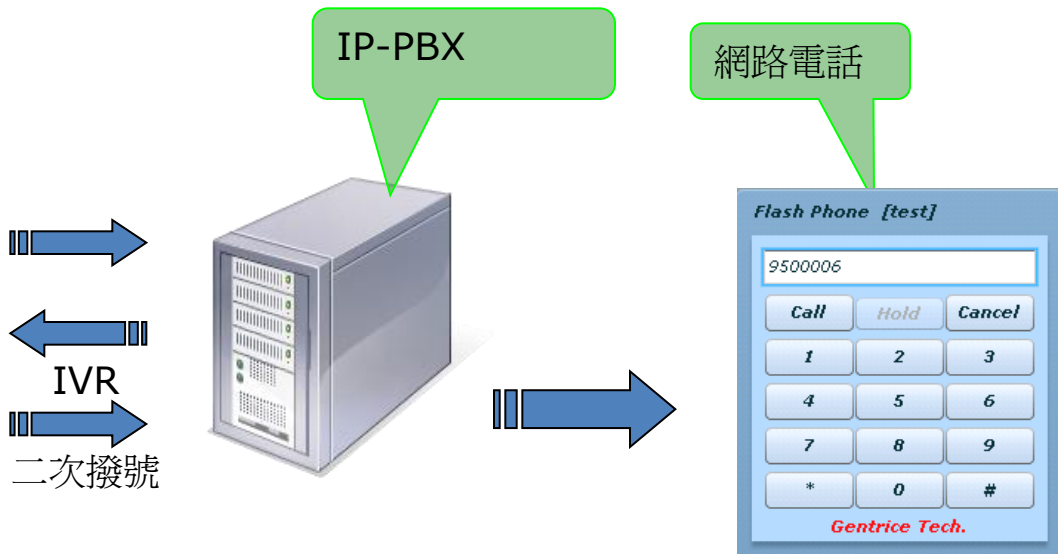 IP-PBX
網路電話
IVR
二次撥號
Flash Phone [test]
9500006
Call Hold Cancel
1 2 3
4 5 6
7 8 9
* 0 #
Gentrice Tech.